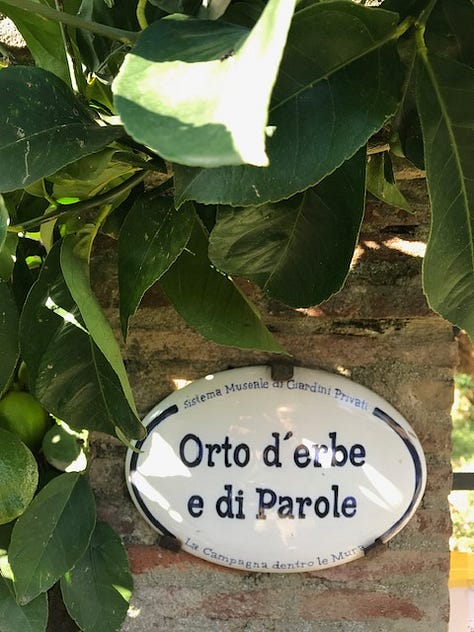 Sistema Museale di Giardini Privati
Orto d´erbe
e di Parole
La Campagna dentro le Mura